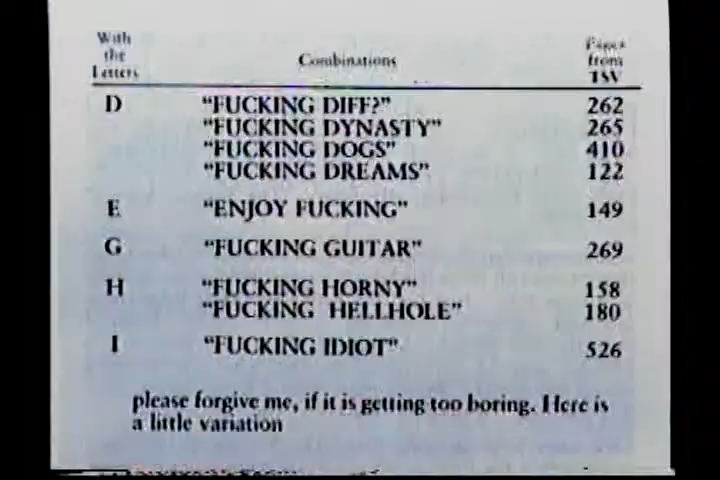 With
the
Letters
Combinations
Pages
from
TSV
D "FUCKING DIFF?" 262
"FUCKING DYNASTY" 265
"FUCKING DOGS" 410
"FUCKING DREAMS" 122
E "ENJOY FUCKING" 149
G "FUCKING GUITAR" 269
H "FUCKING HORNY" 158
"FUCKING HELLHOLE" 180
I "FUCKING IDIOT" 526
please forgive me, if it is getting too boring. Here is
a little variation